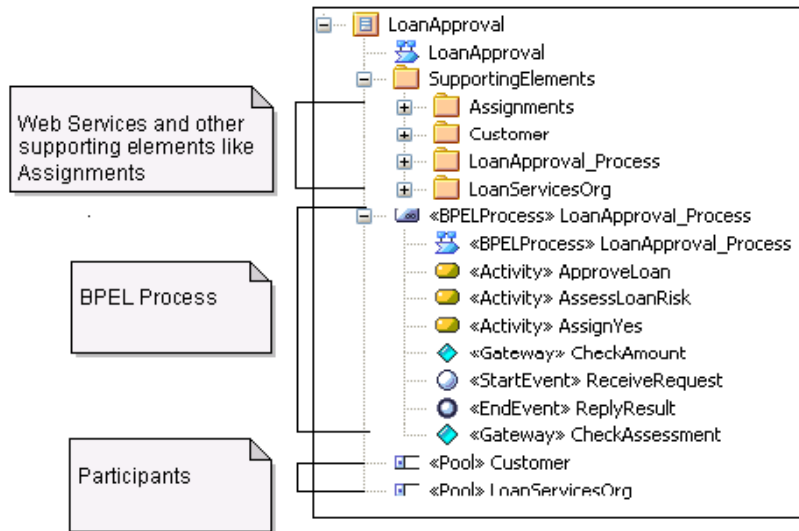 LoanApproval
LoanApproval
SupportingElements
Assignments
Customer
LoanApproval_Process
LoanServicesOrg
«BPELProcess» LoanApproval_Process
«BPELProcess» LoanApproval_Process
«Activity» ApproveLoan
«Activity» AssessLoanRisk
«Activity» AssignYes
«Gateway» CheckAmount
«StartEvent» ReceiveRequest
«EndEvent» ReplyResult
«Gateway» CheckAssessment
«Pool» Customer
«Pool» LoanServicesOrg
Web Services and other
supporting elements like
Assignments
BPEL Process
Participants